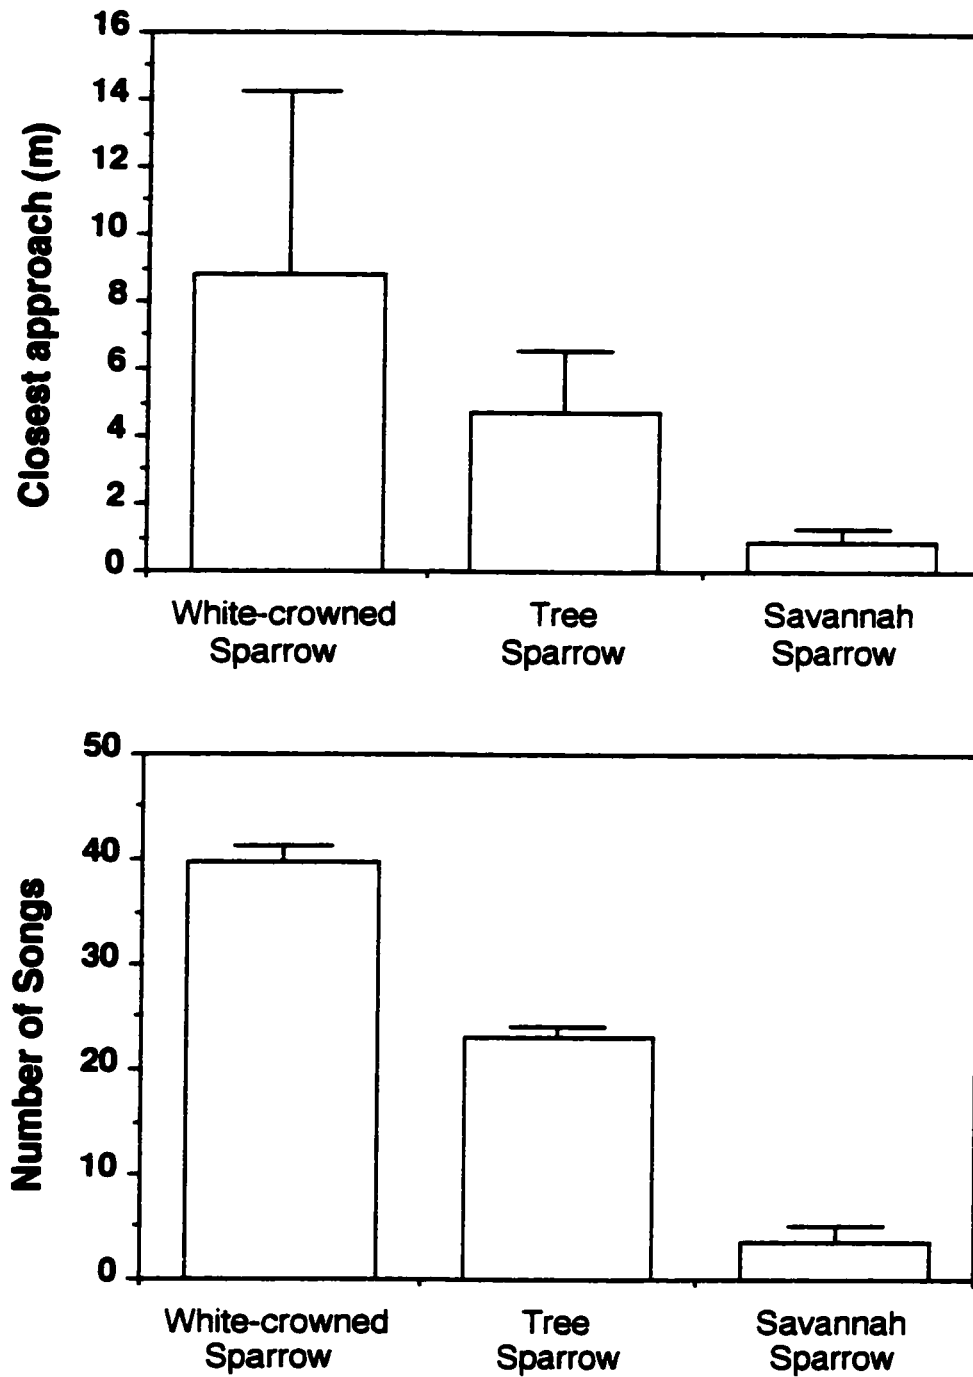 Closest approach (m)
16
14
12
10
8
6
4
2
0
White-crowned
Sparrow
Tree
Sparrow
Savannah
Sparrow
Number of Songs
50
40
30
20
10
0
White-crowned
Sparrow
Tree
Sparrow
Savannah
Sparrow